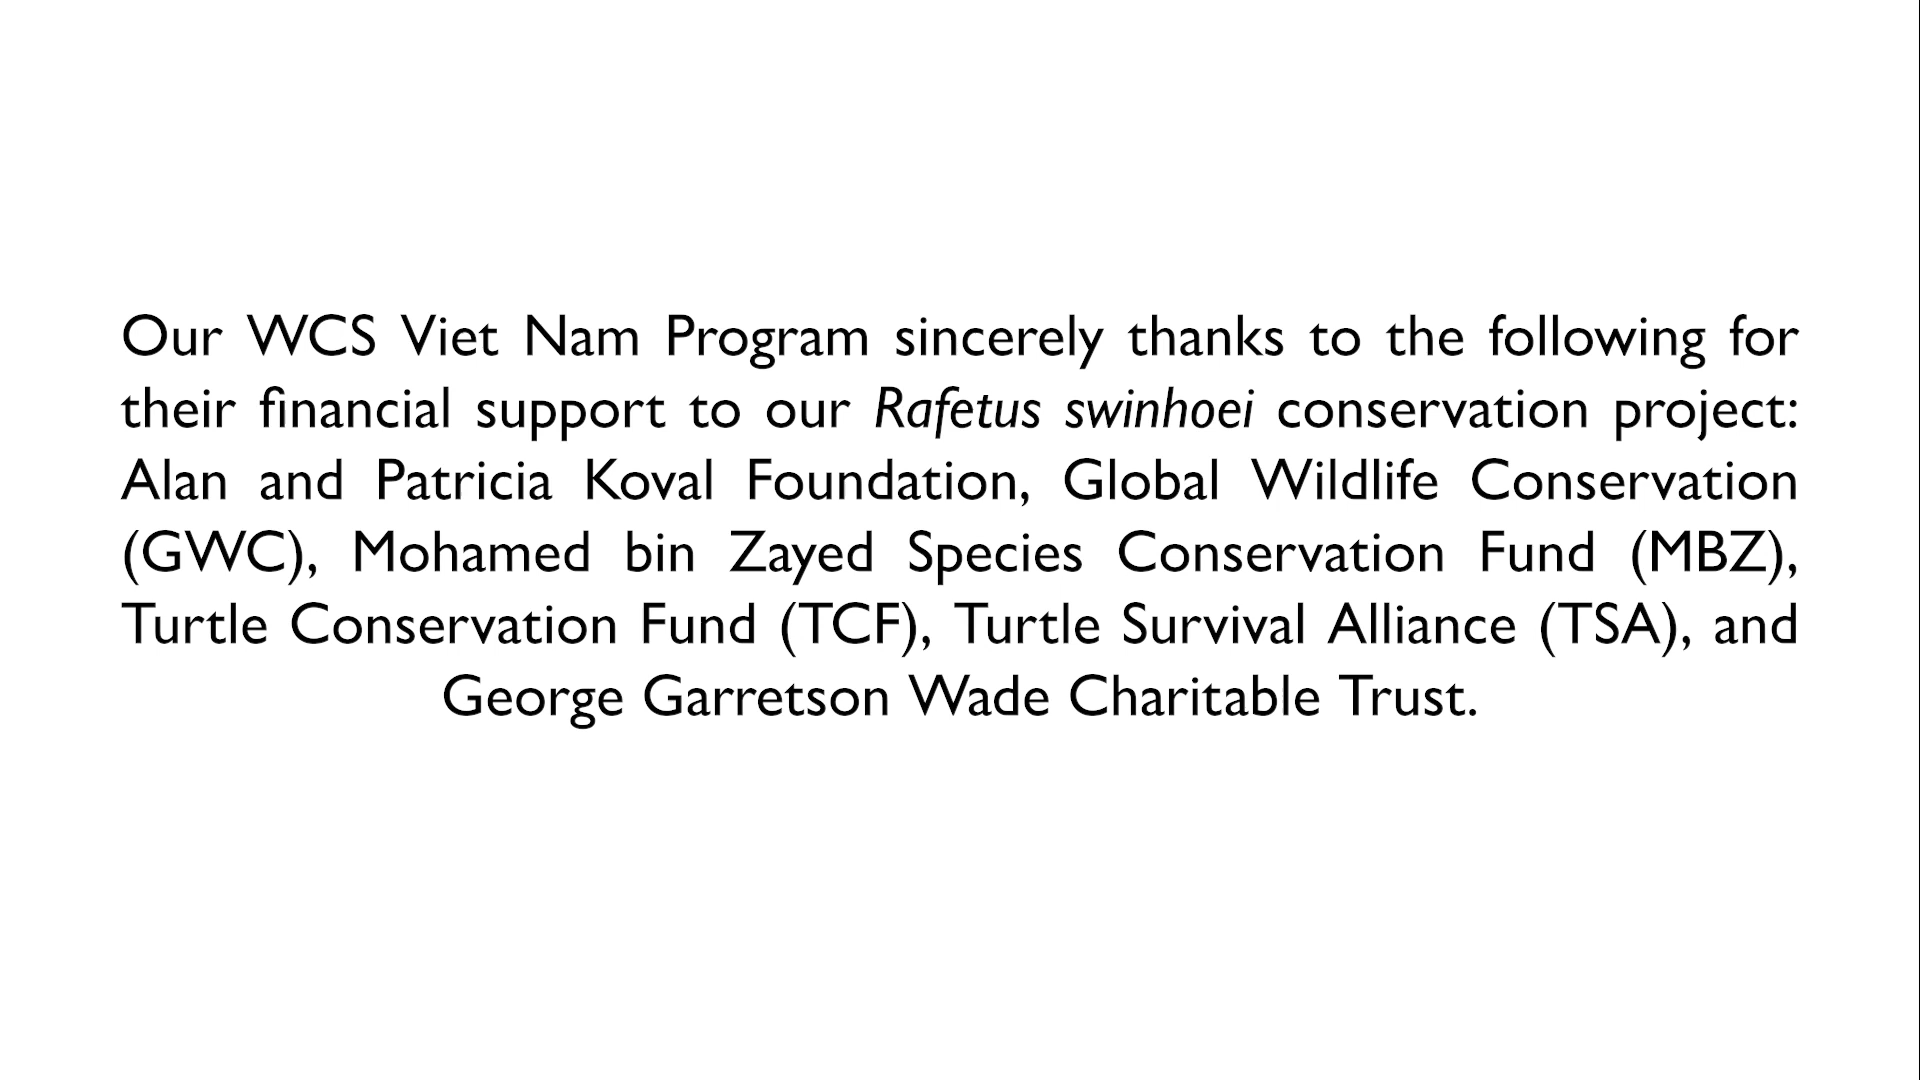 Our WCS Viet Nam Program sincerely thanks to the following for
their financial support to our Rafetus swinhoei conservation project:
Alan and Patricia Koval Foundation, Global Wildlife Conservation
(GWC), Mohamed bin Zayed Species Conservation Fund (MBZ),
Turtle Conservation Fund (TCF), Turtle Survival Alliance (TSA), and
George Garretson Wade Charitable Trust.